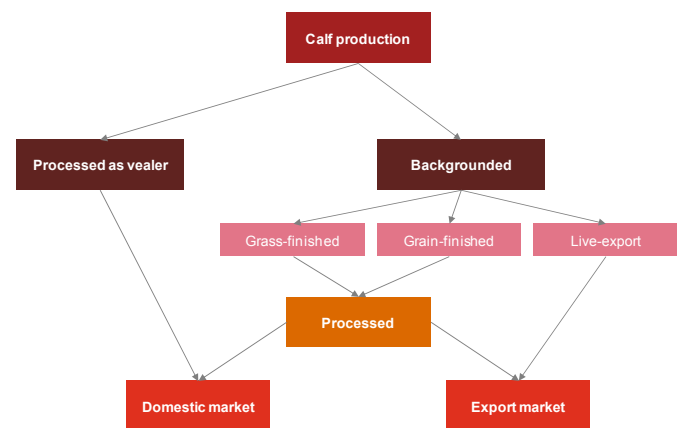 Calf production
Processed as vealer
Backgrounded
Grass-finished
Grain-finished
Live-export
Processed
Domestic market
Export market